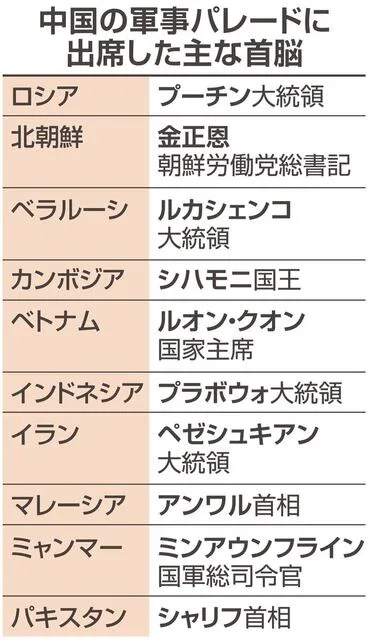 中国の軍事パレードに
出席した主な首脳
ロシア プーチン大統領
北朝鮮 金正恩
朝鮮労働党総書記
ベラルーシ ルカシェンコ
大統領
カンボジア シハモニ国王
ベトナム ルオン・クオン
国家主席
インドネシア プラボウォ大統領
イラン ペゼシュキアン
大統領
マレーシア アンワル首相
ミャンマー ミンアウンフライン
国軍総司令官
パキスタン シャリフ首相